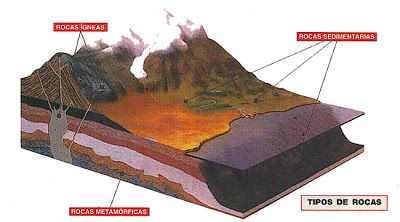 ROCAS ÍGNEAS
ROCAS SEDIMENTARIAS
TIPOS DE ROCAS
ROCAS METAMÓRFICAS